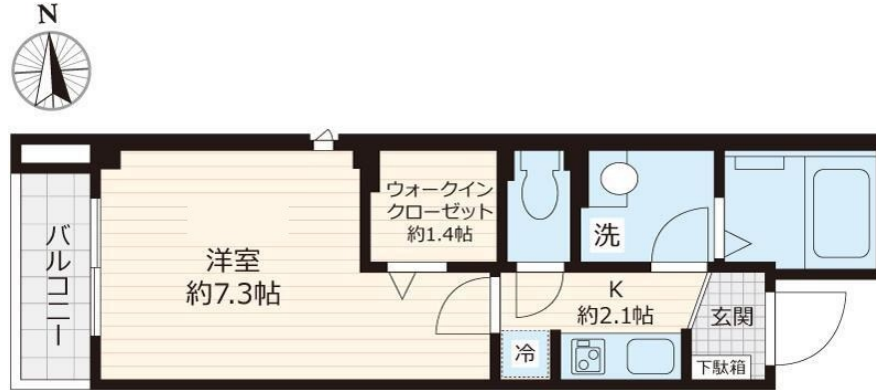 N
バルコニー
洋室
約7.3帖
ウォークイン
クローゼット
約1.4帖
洗
K
約2.1帖
冷
玄関
下駄箱